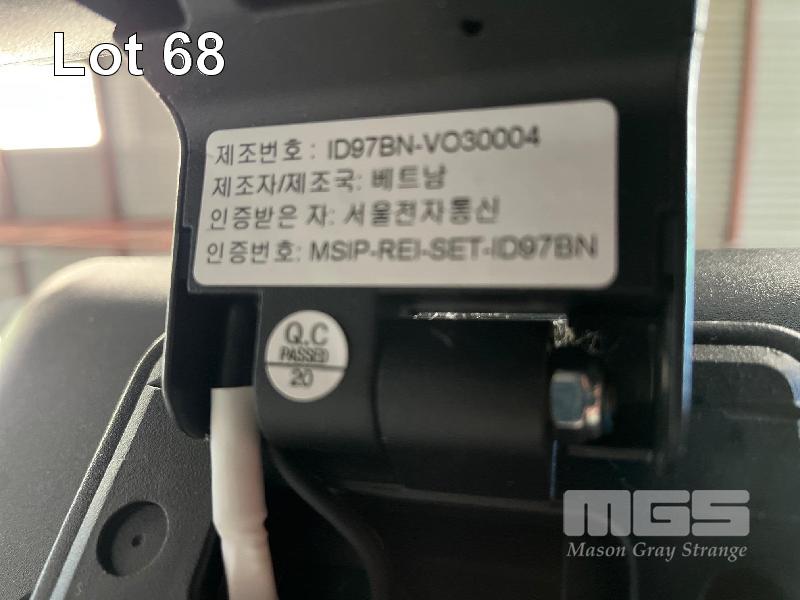 Lot 68
제조번호 : ID97BN-VO30004
제조자/제조국: 베트남
인증받은 자: 서울전자통신
인증번호: MSIP-REI-SET-ID97BN
Q.C
PASSED
20
MGS
Mason Gray Strange